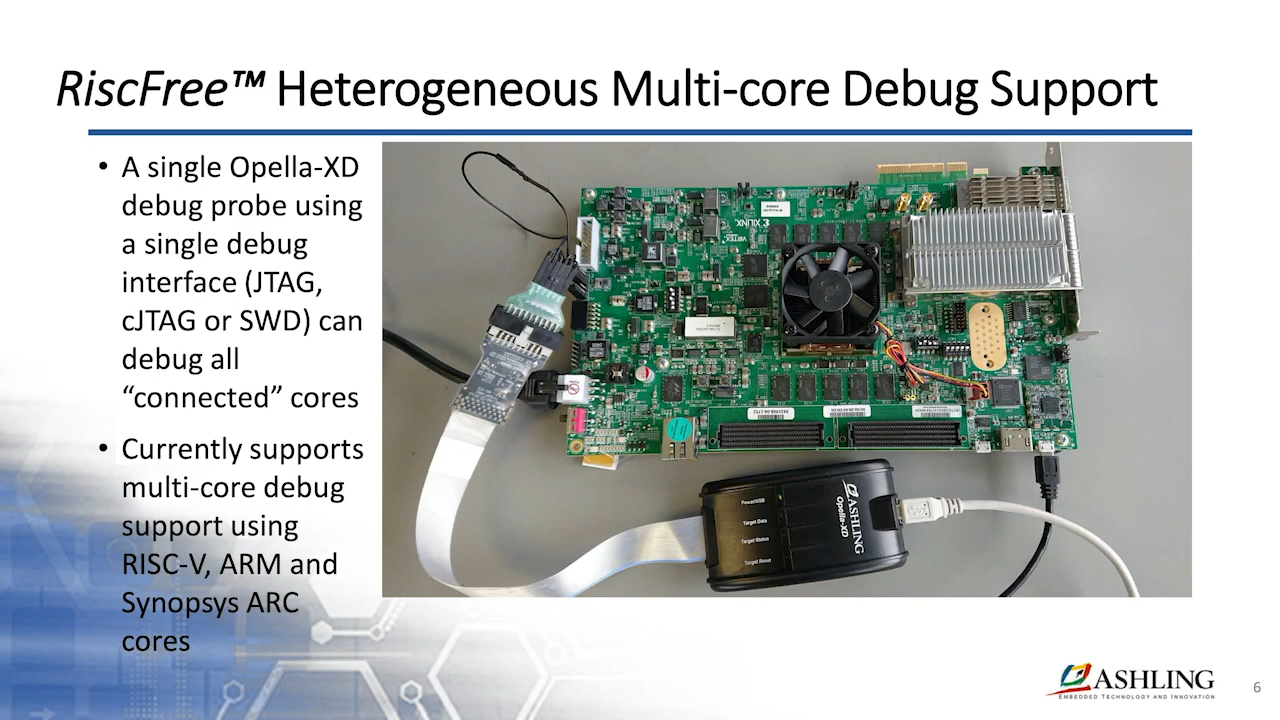 RiscFree™ Heterogeneous Multi-core Debug Support
• A single Opella-XD
debug probe using
a single debug
interface (JTAG,
cJTAG or SWD) can
debug all
“connected” cores
• Currently supports
multi-core debug
support using
RISC-V, ARM and
Synopsys ARC
cores
XILINX
VIRTEX
Power/USB
Target Data
Target Status
Target Reset
ASHLING
Opella-XD
ASHLING
EMBEDDED TECHNOLOGY AND INNOVATION
6